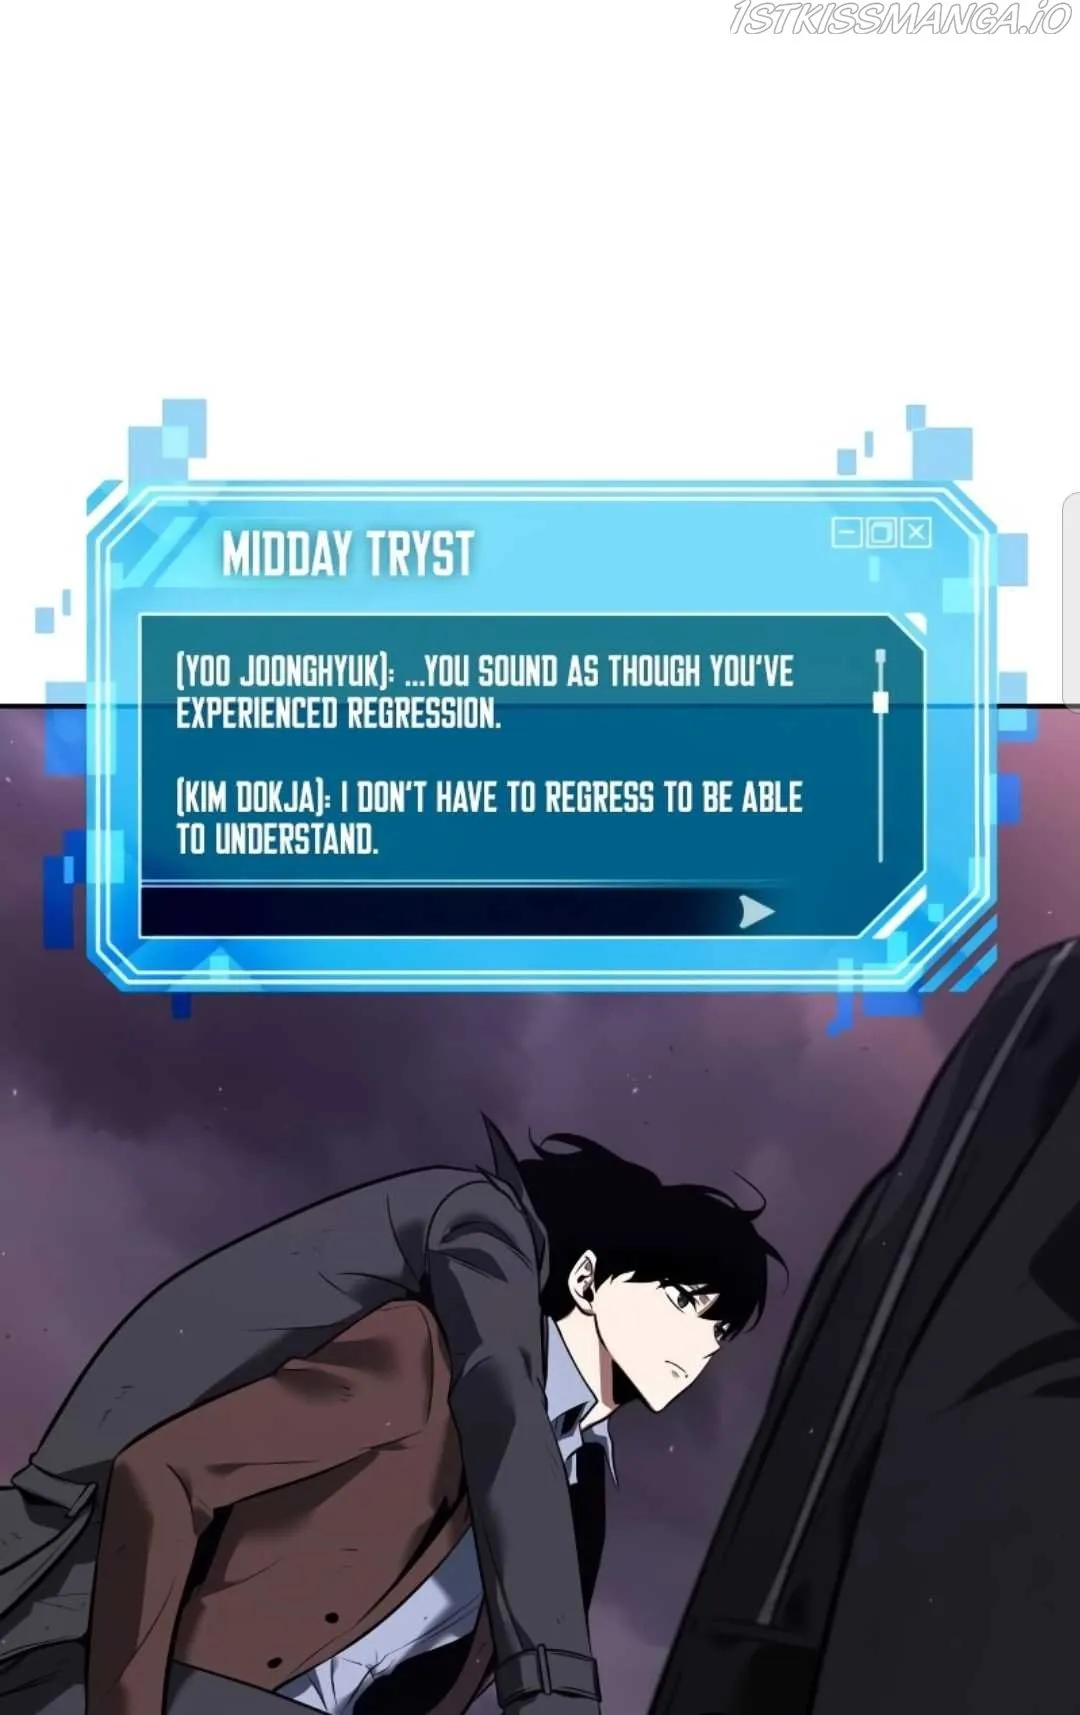 1STKISSMANGA.iO
MIDDAY TRYST
(YOO JOONGHYUK): ...YOU SOUND AS THOUGH YOU'VE
EXPERIENCED REGRESSION.
(KIM DOKJA): I DON'T HAVE TO REGRESS TO BE ABLE
TO UNDERSTAND.